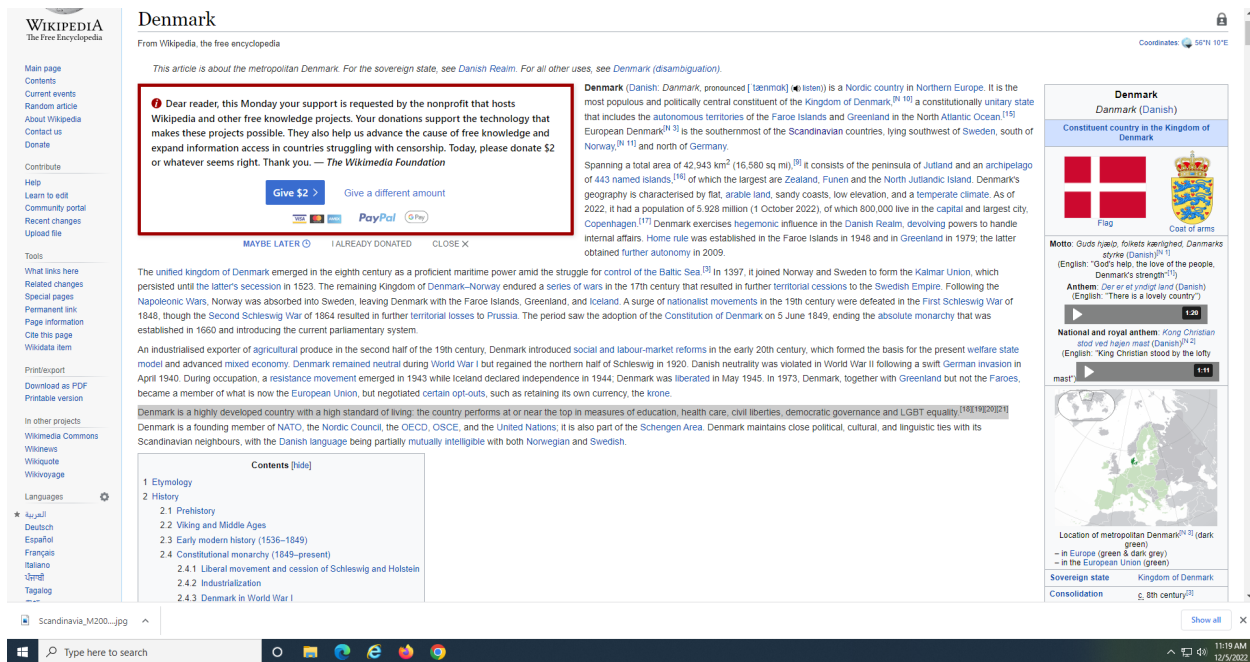 WIKIPEDIA
The Free Encyclopedia
Main page
Contents
Current events
Random article
About Wikipedia
Contact us
Donate
Contribute
Help
Learn to edit
Community portal
Recent changes
Upload file
Tools
What links here
Related changes
Special pages
Permanent link
Page information
Cite this page
Wikidata item
Print/export
Download as PDF
Printable version
In other projects
Wikimedia Commons
Wikinews
Wikiquote
Wikivoyage
Languages
العربية
Deutsch
Español
Français
Italiano
ਪੰਜਾਬੀ
Tagalog
Denmark
From Wikipedia, the free encyclopedia
Coordinates: 56°N 10°E
This article is about the metropolitan Denmark. For the sovereign state, see Danish Realm. For all other uses, see Denmark (disambiguation).
Dear reader, this Monday your support is requested by the nonprofit that hosts
Wikipedia and other free knowledge projects. Your donations support the technology that
makes these projects possible. They also help us advance the cause of free knowledge and
expand information access in countries struggling with censorship. Today, please donate $2
or whatever seems right. Thank you. — The Wikimedia Foundation
Give $2 >
Give a different amount
VISA
PayPal
G Pay
MAYBE LATER
I ALREADY DONATED
CLOSE X
Denmark (Danish: Danmark, pronounced [ˈtænmɑk] (listen)) is a Nordic country in Northern Europe. It is the
most populous and politically central constituent of the Kingdom of Denmark,[N 10] a constitutionally unitary state
that includes the autonomous territories of the Faroe Islands and Greenland in the North Atlantic Ocean.[15]
European Denmark[N 3] is the southernmost of the Scandinavian countries, lying southwest of Sweden, south of
Norway,[N 11] and north of Germany.
Spanning a total area of 42,943 km2 (16,580 sq mi),[9] it consists of the peninsula of Jutland and an archipelago
of 443 named islands,[16] of which the largest are Zealand, Funen and the North Jutlandic Island. Denmark's
geography is characterised by flat, arable land, sandy coasts, low elevation, and a temperate climate. As of
2022, it had a population of 5.928 million (1 October 2022), of which 800,000 live in the capital and largest city,
Copenhagen.[17] Denmark exercises hegemonic influence in the Danish Realm, devolving powers to handle
internal affairs. Home rule was established in the Faroe Islands in 1948 and in Greenland in 1979; the latter
obtained further autonomy in 2009.
The unified kingdom of Denmark emerged in the eighth century as a proficient maritime power amid the struggle for control of the Baltic Sea.[3] In 1397, it joined Norway and Sweden to form the Kalmar Union, which
persisted until the latter's secession in 1523. The remaining Kingdom of Denmark–Norway endured a series of wars in the 17th century that resulted in further territorial cessions to the Swedish Empire. Following the
Napoleonic Wars, Norway was absorbed into Sweden, leaving Denmark with the Faroe Islands, Greenland, and Iceland. A surge of nationalist movements in the 19th century were defeated in the First Schleswig War of
1848, though the Second Schleswig War of 1864 resulted in further territorial losses to Prussia. The period saw the adoption of the Constitution of Denmark on 5 June 1849, ending the absolute monarchy that was
established in 1660 and introducing the current parliamentary system.
An industrialised exporter of agricultural produce in the second half of the 19th century, Denmark introduced social and labour-market reforms in the early 20th century, which formed the basis for the present welfare state
model and advanced mixed economy. Denmark remained neutral during World War I but regained the northern half of Schleswig in 1920. Danish neutrality was violated in World War II following a swift German invasion in
April 1940. During occupation, a resistance movement emerged in 1943 while Iceland declared independence in 1944; Denmark was liberated in May 1945. In 1973, Denmark, together with Greenland but not the Faroes,
became a member of what is now the European Union, but negotiated certain opt-outs, such as retaining its own currency, the krone.
Denmark is a highly developed country with a high standard of living: the country performs at or near the top in measures of education, health care, civil liberties, democratic governance and LGBT equality.[18][19][20][21]
Denmark is a founding member of NATO, the Nordic Council, the OECD, OSCE, and the United Nations; it is also part of the Schengen Area. Denmark maintains close political, cultural, and linguistic ties with its
Scandinavian neighbours, with the Danish language being partially mutually intelligible with both Norwegian and Swedish.
Contents [hide]
1 Etymology
2 History
2.1 Prehistory
2.2 Viking and Middle Ages
2.3 Early modern history (1536–1849)
2.4 Constitutional monarchy (1849–present)
2.4.1 Liberal movement and cession of Schleswig and Holstein
2.4.2 Industrialization
2.4.3 Denmark in World War I
Denmark
Danmark (Danish)
Constituent country in the Kingdom of
Denmark
Flag
Coat of arms
Motto: Guds hjælp, folkets kærlighed, Danmarks
styrke (Danish)[N 1]
(English: "God's help, the love of the people,
Denmark's strength"[1])
Anthem: Der er et yndigt land (Danish)
(English: "There is a lovely country")
1:20
National and royal anthem: Kong Christian
stod ved højen mast (Danish)[N 2]
(English: "King Christian stood by the lofty
mast")
1:11
Location of metropolitan Denmark[N 3] (dark
green)
– in Europe (green & dark grey)
– in the European Union (green)
Sovereign state Kingdom of Denmark
Consolidation c. 8th century[3]
Scandinavia_M200....jpg
Show all
Type here to search
11:19 AM
12/5/2022